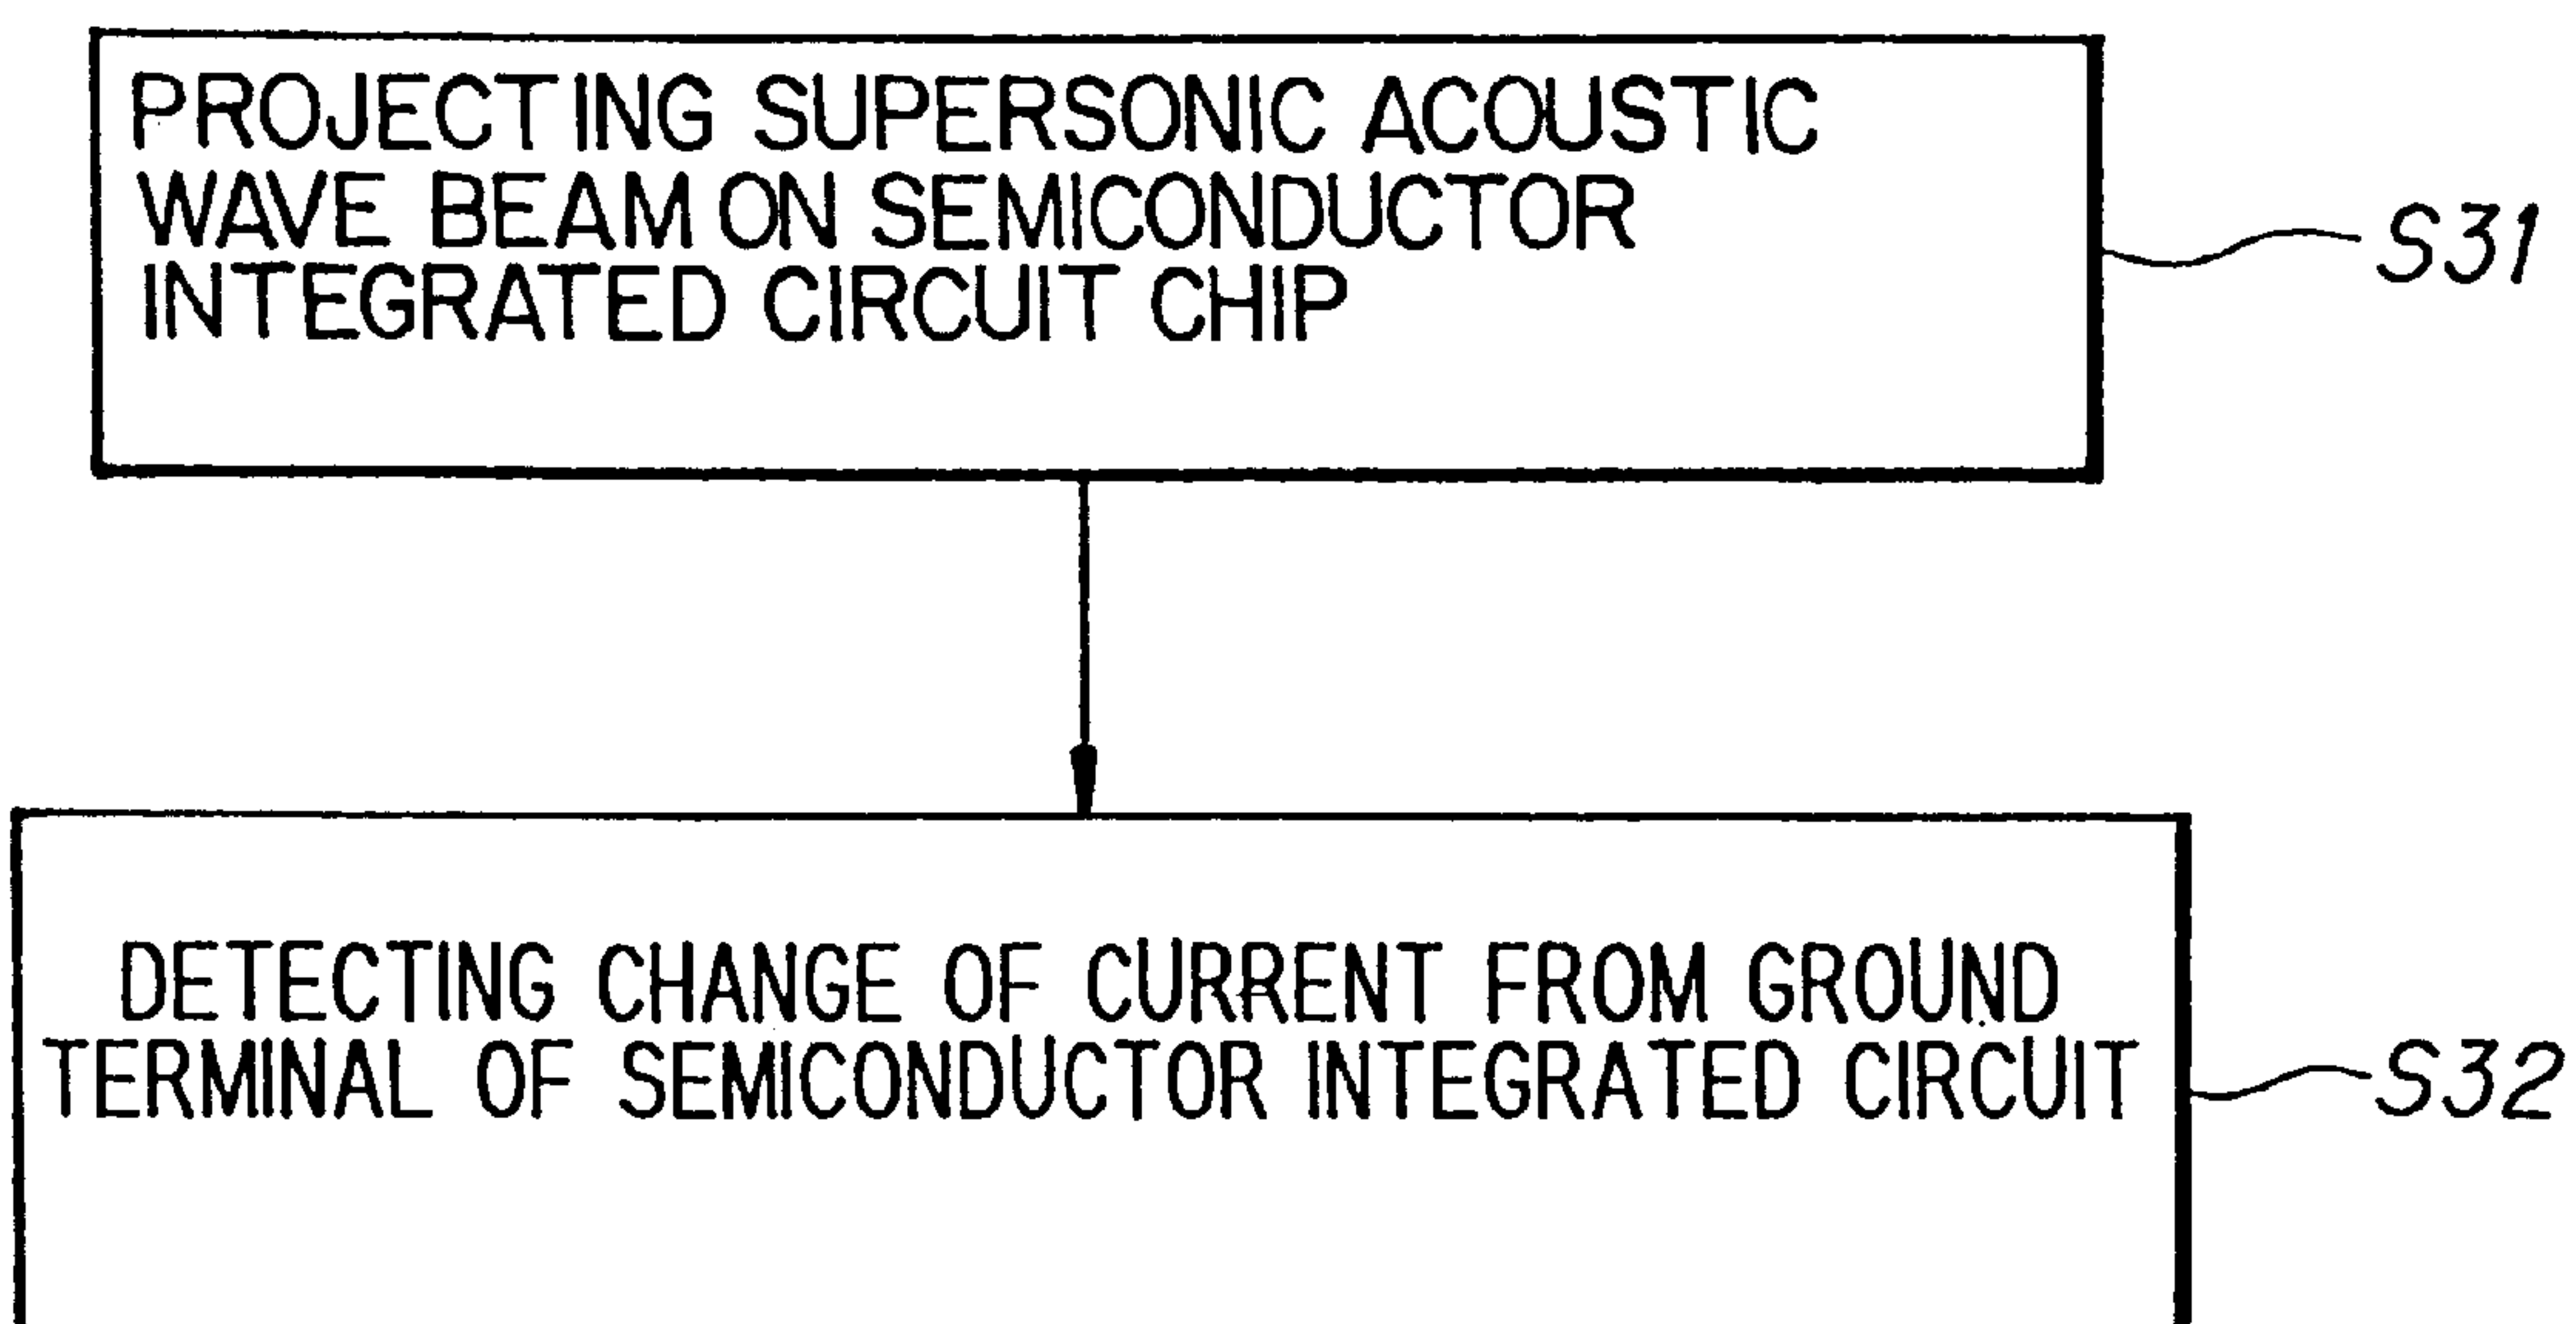 PROJECTING SUPERSONIC ACOUSTIC
WAVE BEAM ON SEMICONDUCTOR
INTEGRATED CIRCUIT CHIP
S31
DETECTING CHANGE OF CURRENT FROM GROUND
TERMINAL OF SEMICONDUCTOR INTEGRATED CIRCUIT
S32